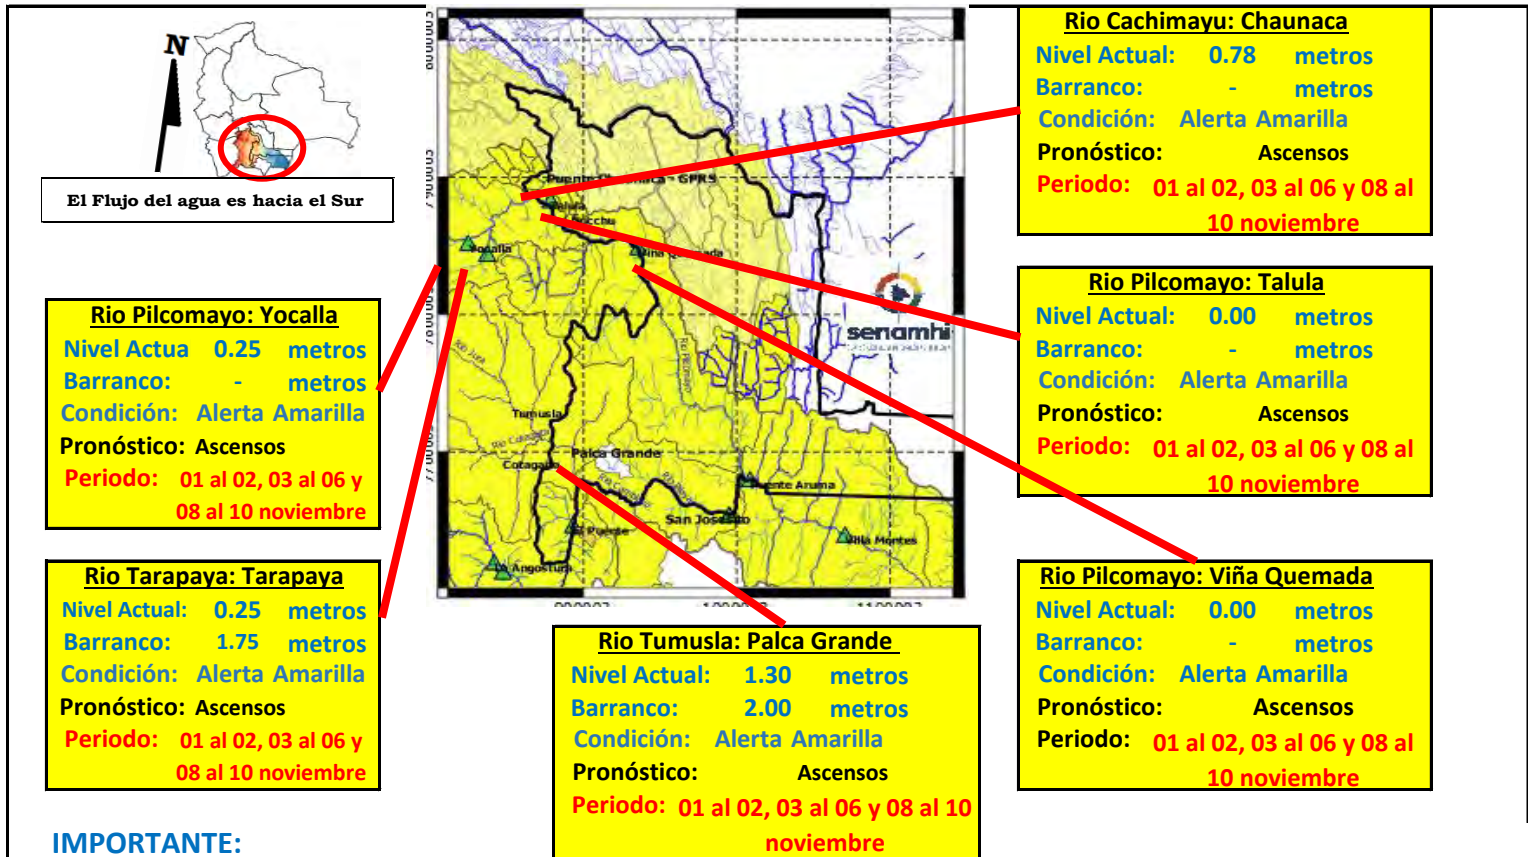 N
El Flujo del agua es hacia el Sur
Rio Pilcomayo: Yocalla
Nivel Actua 0.25 metros
Barranco: - metros
Condición: Alerta Amarilla
Pronóstico: Ascensos
Periodo: 01 al 02, 03 al 06 y
08 al 10 noviembre
Rio Tarapaya: Tarapaya
Nivel Actual: 0.25 metros
Barranco: 1.75 metros
Condición: Alerta Amarilla
Pronóstico: Ascensos
Periodo: 01 al 02, 03 al 06 y
08 al 10 noviembre
IMPORTANTE:
Talula
Yocalla
Viña Quemada
senamhi
Rio Pilcomayo
Tumusla
Palca Grande
Cotagaita
Puente Aruma
San Josecito
El Puente
Villa Montes
La Angostura
Rio Tumusla: Palca Grande
Nivel Actual: 1.30 metros
Barranco: 2.00 metros
Condición: Alerta Amarilla
Pronóstico: Ascensos
Periodo: 01 al 02, 03 al 06 y 08 al 10
noviembre
Rio Cachimayu: Chaunaca
Nivel Actual: 0.78 metros
Barranco: - metros
Condición: Alerta Amarilla
Pronóstico: Ascensos
Periodo: 01 al 02, 03 al 06 y 08 al
10 noviembre
Rio Pilcomayo: Talula
Nivel Actual: 0.00 metros
Barranco: - metros
Condición: Alerta Amarilla
Pronóstico: Ascensos
Periodo: 01 al 02, 03 al 06 y 08 al
10 noviembre
Rio Pilcomayo: Viña Quemada
Nivel Actual: 0.00 metros
Barranco: - metros
Condición: Alerta Amarilla
Pronóstico: Ascensos
Periodo: 01 al 02, 03 al 06 y 08 al
10 noviembre